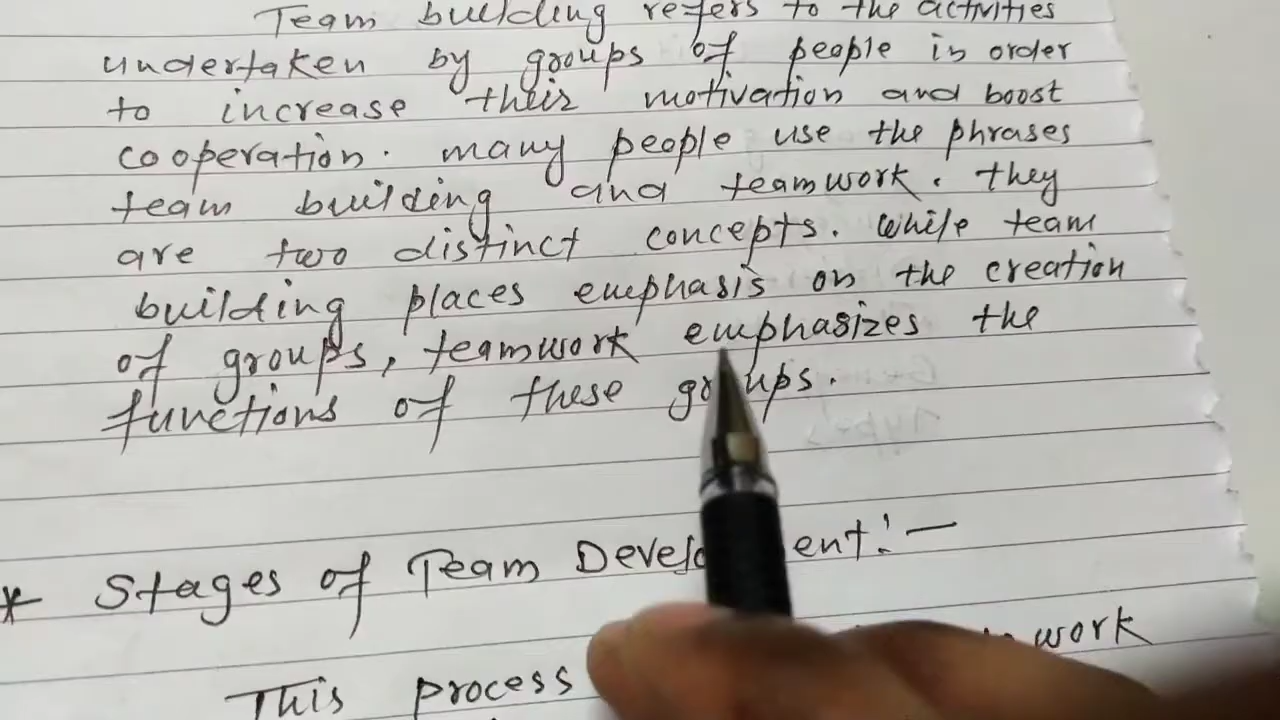 Team building refers to the activities
undertaken by groups of people in order
to increase their motivation and boost
cooperation. many people use the phrases
team building and teamwork. they
are two distinct concepts. while team
building places emphasis on the creation
of groups, teamwork emphasizes the
functions of these groups.
* Stages of Team Development:-
This process work